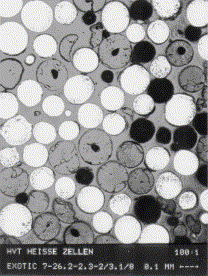 HVT HEISSE ZELLEN 100:1
EXOTIC 7-26.2-2.3-2/3.1/8 0.1 MM